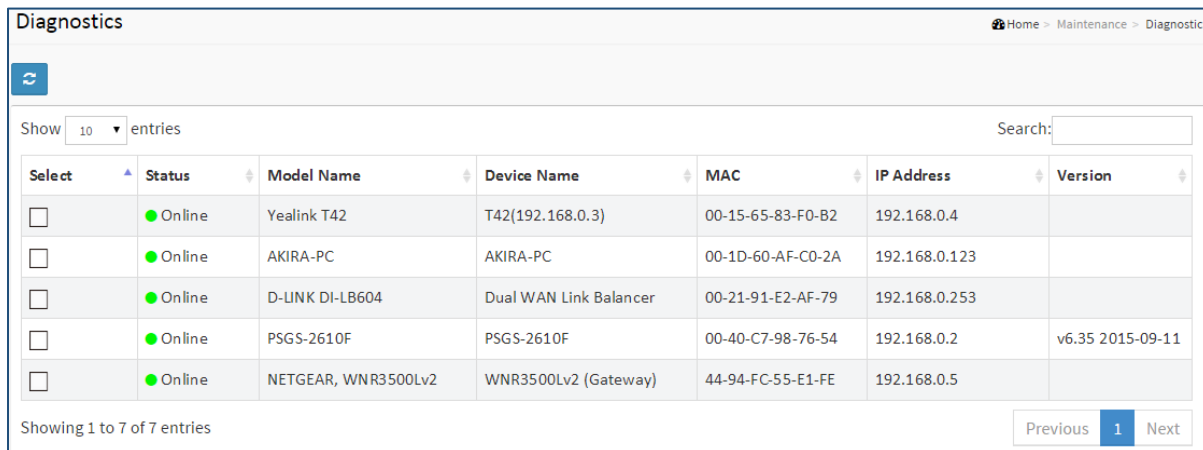 Diagnostics
Home > Maintenance > Diagnostic
Show 10 entries
Search:
Select Status Model Name Device Name MAC IP Address Version
Online Yealink T42 T42(192.168.0.3) 00-15-65-83-F0-B2 192.168.0.4
Online AKIRA-PC AKIRA-PC 00-1D-60-AF-C0-2A 192.168.0.123
Online D-LINK DI-LB604 Dual WAN Link Balancer 00-21-91-E2-AF-79 192.168.0.253
Online PSGS-2610F PSGS-2610F 00-40-C7-98-76-54 192.168.0.2 v6.35 2015-09-11
Online NETGEAR, WNR3500Lv2 WNR3500Lv2 (Gateway) 44-94-FC-55-E1-FE 192.168.0.5
Showing 1 to 7 of 7 entries
Previous 1 Next